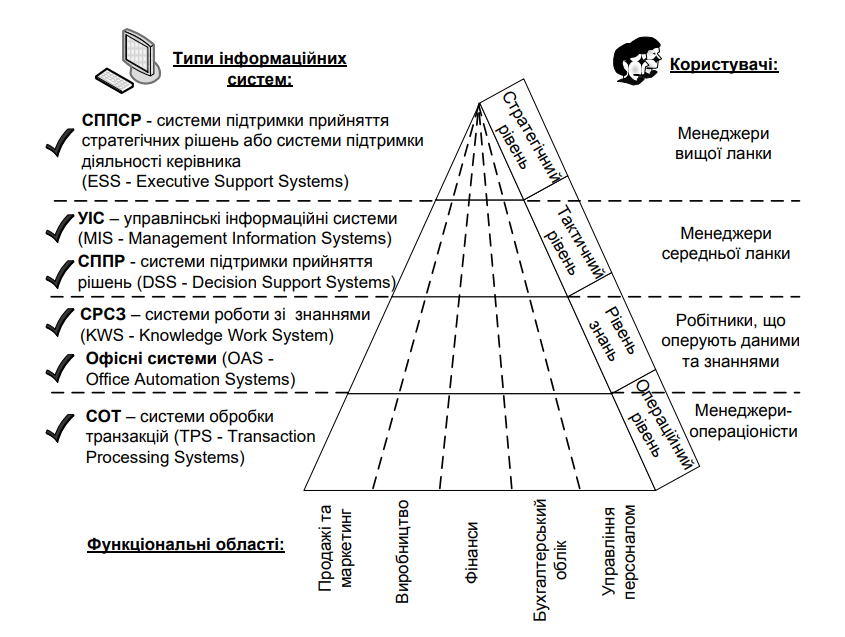 Типи інформаційних
систем:
Користувачі:
СППСР - системи підтримки прийняття
стратегічних рішень або системи підтримки
діяльності керівника
(ESS - Executive Support Systems)
Стратегічний
рівень
Менеджери
вищої ланки
УІС – управлінські інформаційні системи
(MIS - Management Information Systems)
СППР - системи підтримки прийняття
рішень (DSS - Decision Support Systems)
Тактичний
рівень
Менеджери
середньої ланки
СРСЗ – системи роботи зі знаннями
(KWS - Knowledge Work System)
Офісні системи (OAS -
Office Automation Systems)
Рівень
знань
Робітники, що
оперують даними
та знаннями
СОТ – системи обробки
транзакцій (TPS - Transaction
Processing Systems)
Операційний
рівень
Менеджери-
операціоністи
Функціональні області:
Продажі та
маркетинг
Виробництво
Фінанси
Бухгалтерський
облік
Управління
персоналом